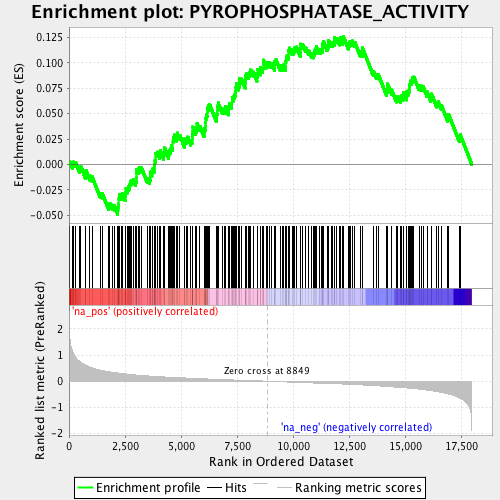 Enrichment plot: PYROPHOSPHATASE_ACTIVITY
Enrichment score (ES)
0.125
0.100
0.075
0.050
0.025
0.000
-0.025
-0.050
'na_pos' (positively correlated)
Ranked list metric (PreRanked)
2
1
0
-1
-2
Zero cross at 8849
'na_neg' (negatively correlated)
0
2,500
5,000
7,500
10,000
12,500
15,000
17,500
Rank in Ordered Dataset
Enrichment profile
Hits
Ranking metric scores